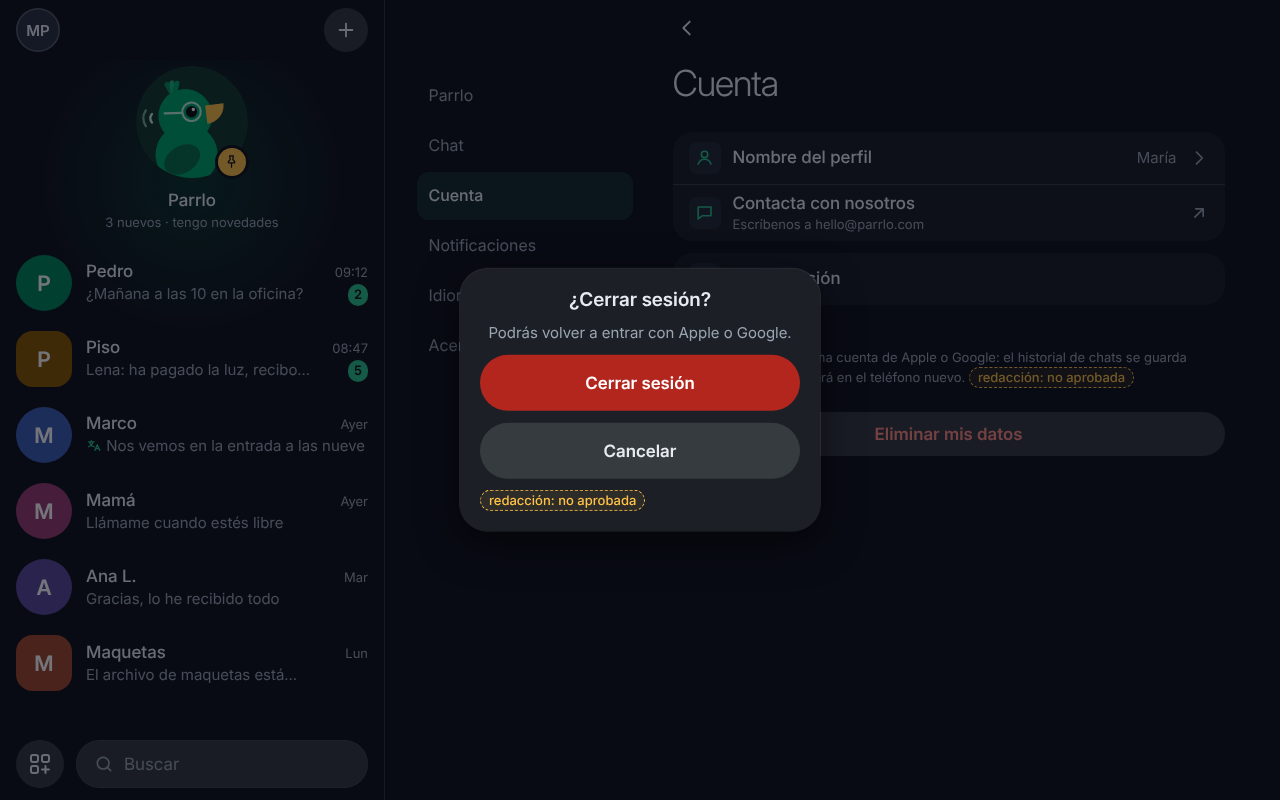 MP
Parrlo
3 nuevos · tengo novedades
Pedro
09:12
¿Mañana a las 10 en la oficina?
2
P
Piso
08:47
Lena: ha pagado la luz, recibo...
5
P
Marco
Ayer
Nos vemos en la entrada a las nueve
M
Mamá
Ayer
Llámame cuando estés libre
M
Ana L.
Mar
Gracias, lo he recibido todo
A
Maquetas
Lun
El archivo de maquetas está...
M
Buscar
Parrlo
Chat
Cuenta
Notificaciones
Cuenta
Nombre del perfil
María
Contacta con nosotros
Escríbenos a hello@parrlo.com
cuenta de Apple o Google: el historial de chats se guarda
en el teléfono nuevo. redacción: no aprobada
Eliminar mis datos
¿Cerrar sesión?
Podrás volver a entrar con Apple o Google.
Cerrar sesión
Cancelar
redacción: no aprobada